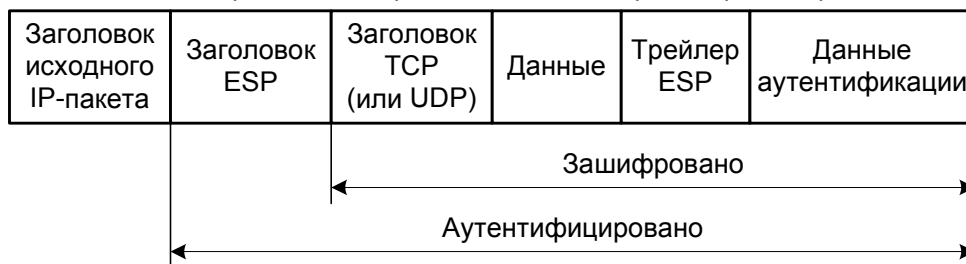 Заголовок
исходного
IP-пакета
Заголовок
ESP
Заголовок
TCP
(или UDP)
Данные
Трейлер
ESP
Данные
аутентификации
Зашифровано
Аутентифицировано